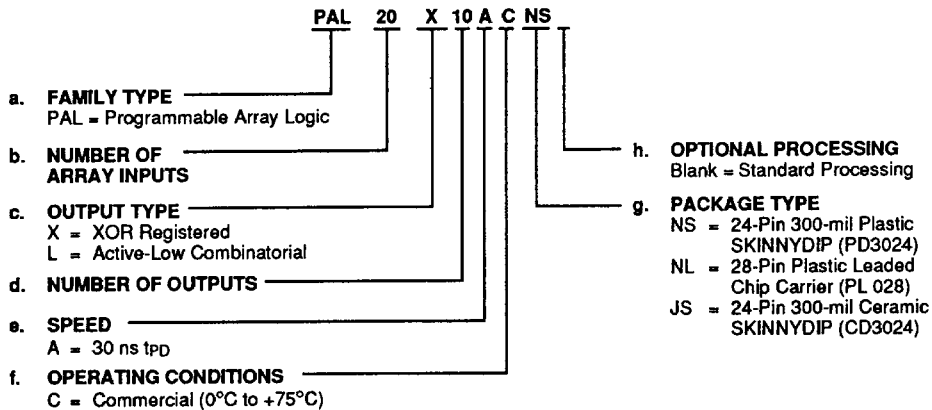 PAL 20 X 10 A C NS
a. FAMILY TYPE
PAL = Programmable Array Logic
b. NUMBER OF
ARRAY INPUTS
c. OUTPUT TYPE
X = XOR Registered
L = Active-Low Combinatorial
d. NUMBER OF OUTPUTS
e. SPEED
A = 30 ns tPD
f. OPERATING CONDITIONS
C = Commercial (0°C to +75°C)
h. OPTIONAL PROCESSING
Blank = Standard Processing
g. PACKAGE TYPE
NS = 24-Pin 300-mil Plastic
SKINNYDIP (PD3024)
NL = 28-Pin Plastic Leaded
Chip Carrier (PL 028)
JS = 24-Pin 300-mil Ceramic
SKINNYDIP (CD3024)